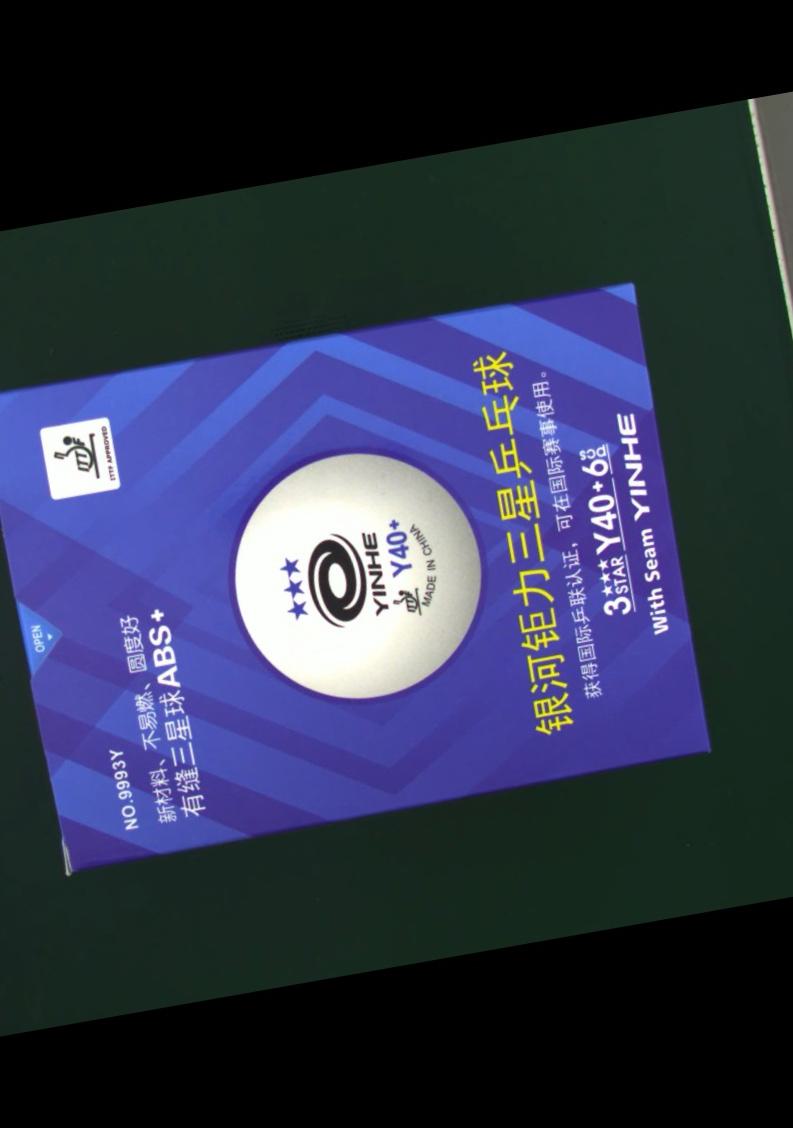 ITTF APPROVED
OPEN
NO.9993Y
新材料、不易燃、圆度好
有缝三星球ABS+
YINHE
Y40+
MADE IN CHINA
银河钜力三星乒乓球
获得国际乒联认证，可在国际赛事使用。
3★★★STAR Y40+6只装
With Seam YINHE